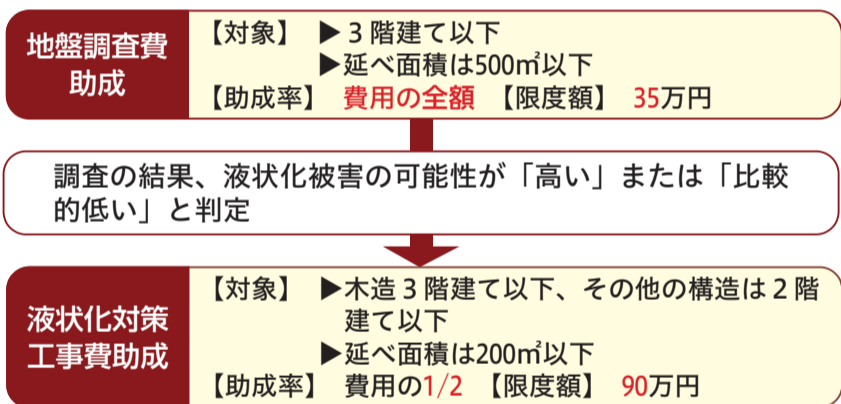 地盤調査費
助成
【対象】 ▶３階建て以下
▶延べ面積は500㎡以下
【助成率】 費用の全額 【限度額】 35万円
調査の結果、液状化被害の可能性が「高い」または「比較
的低い」と判定
液状化対策
工事費助成
【対象】 ▶木造３階建て以下、その他の構造は２階
建て以下
▶延べ面積は200㎡以下
【助成率】 費用の1/2 【限度額】 90万円